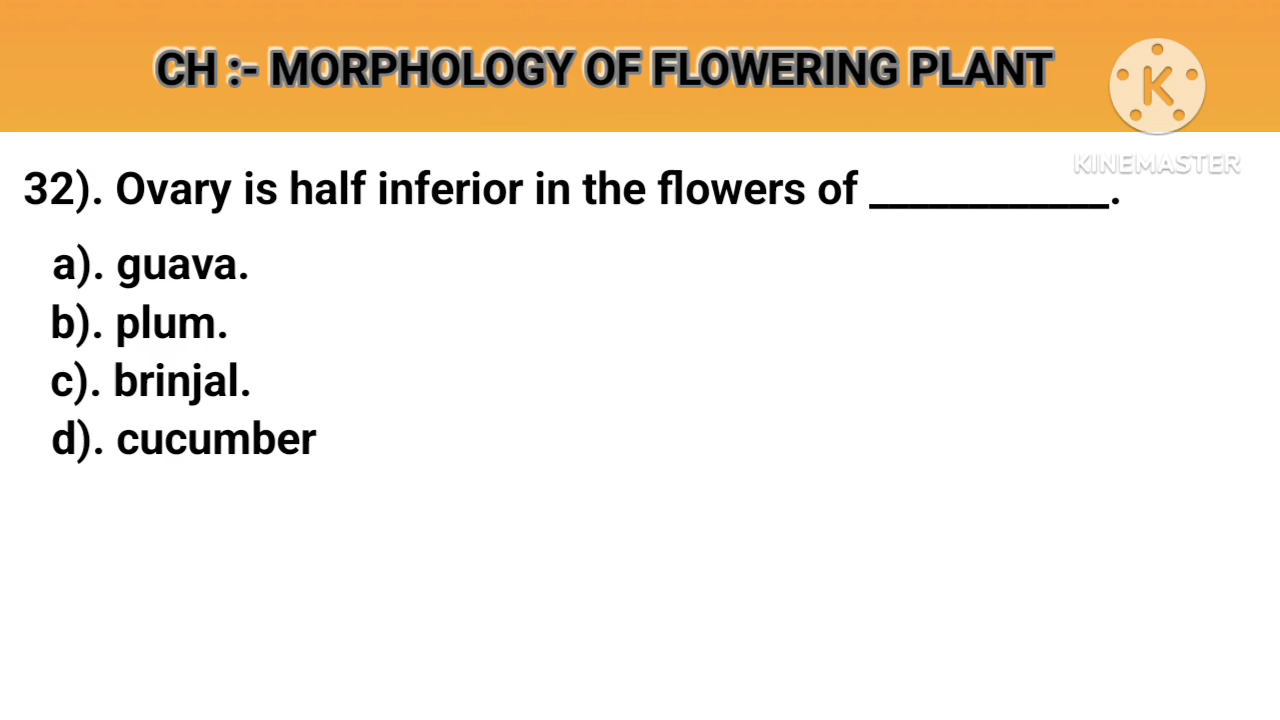 CH :- MORPHOLOGY OF FLOWERING PLANT
K
KINEMASTER
32). Ovary is half inferior in the flowers of ____________.
a). guava.
b). plum.
c). brinjal.
d). cucumber